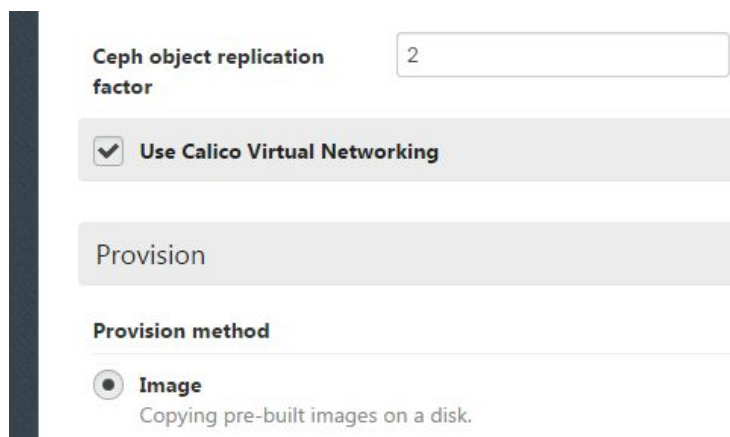 Ceph object replication
factor
2
Use Calico Virtual Networking
Provision
Provision method
Image
Copying pre-built images on a disk.